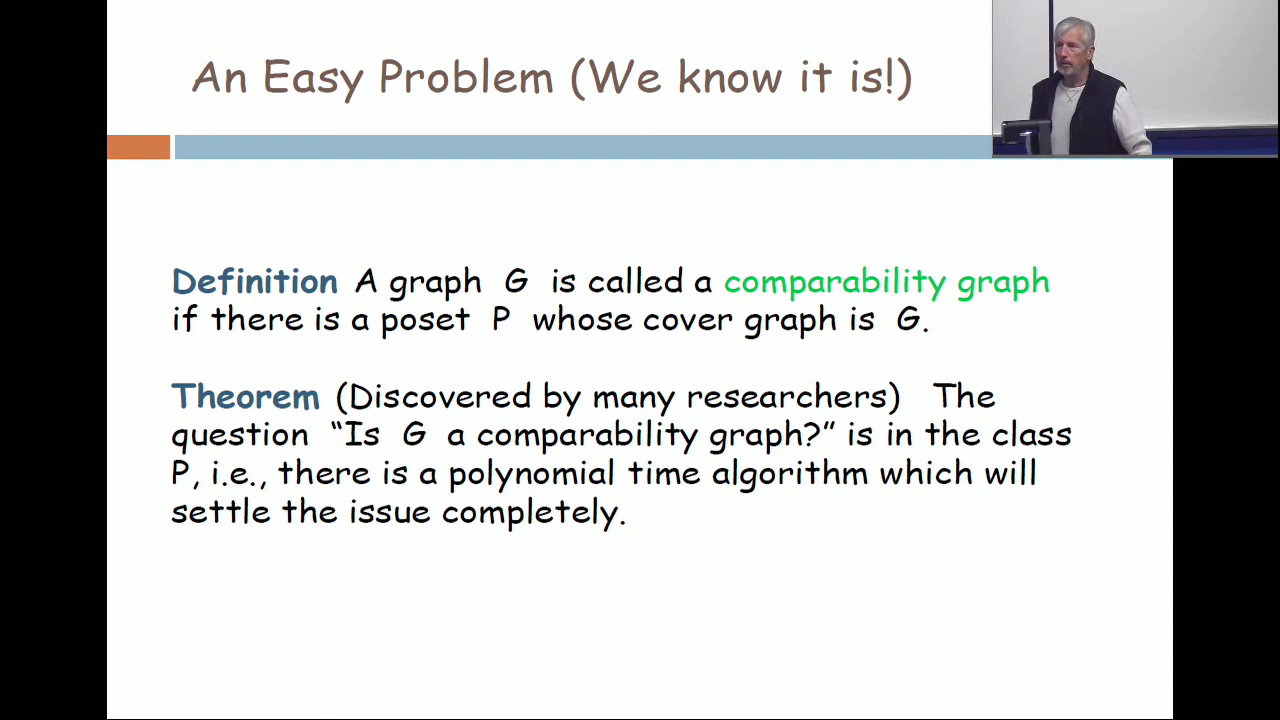 An Easy Problem (We know it is!)
Definition A graph G is called a comparability graph
if there is a poset P whose cover graph is G.
Theorem (Discovered by many researchers) The
question “Is G a comparability graph?” is in the class
P, i.e., there is a polynomial time algorithm which will
settle the issue completely.